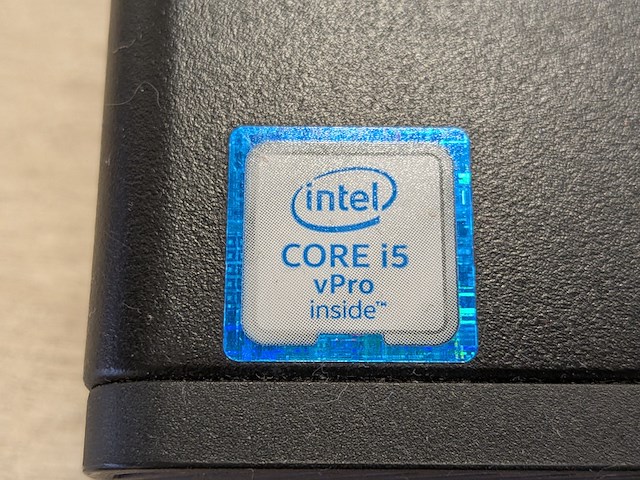 intel
CORE i5
vPro
inside™